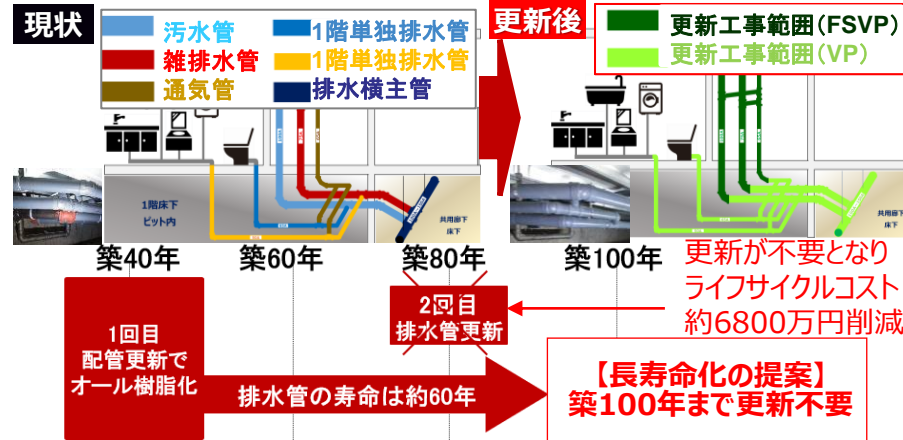 現状
汚水管
雑排水管
通気管
1階単独排水管
1階単独排水管
排水横主管
更新後
更新工事範囲(FSVP)
更新工事範囲(VP)
1階床下
ピット内
共用廊下
床下
共用廊下
床下
築40年
築60年
築80年
築100年
更新が不要となり
ライフサイクルコスト
約6800万円削減
2回目
排水管更新
1回目
配管更新で
オール樹脂化
排水管の寿命は約60年
【長寿命化の提案】
築100年まで更新不要